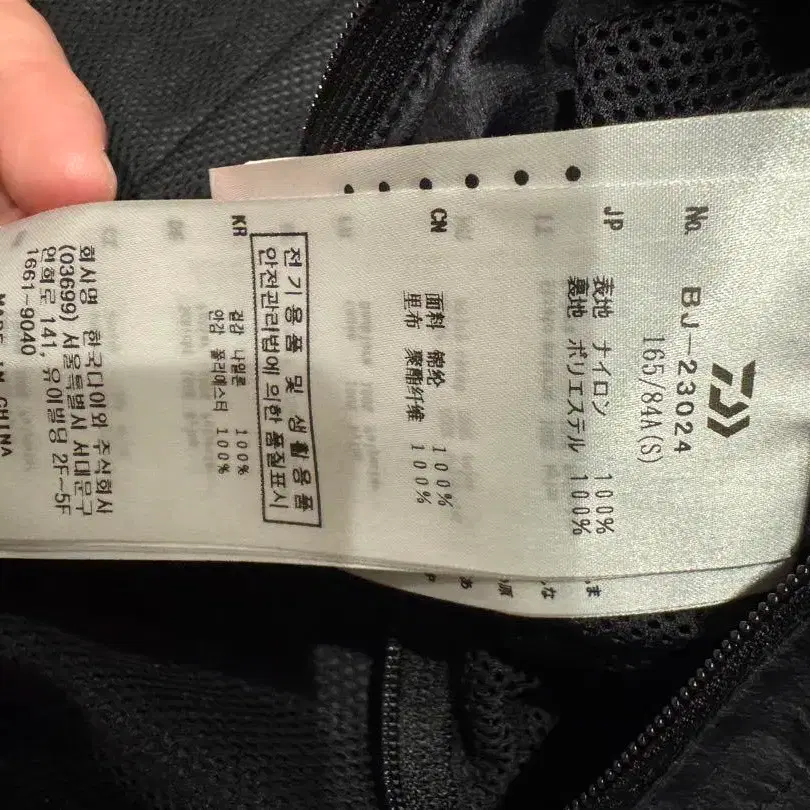 No. BJ-23024
165/84A(S)
JP
表地 ナイロン 100%
裏地 ポリエステル 100%
CN
面料 锦纶 100%
里布 聚酯纤维 100%
전기용품 및 생활용품
안전관리법에 의한 품질표시
KR
겉감 나일론 100%
안감 폴리에스터 100%
회사명 한국다이와 주식회사
(03699) 서울특별시 서대문구
연희로 141, 유이빌딩 2F~5F
1661-9040
MADE IN CHINA